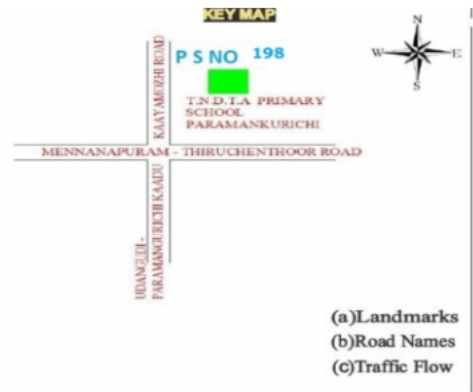 KEY MAP
N
W E
S
P S NO 198
KAAYAMOZHI ROAD
T.N.D.T.A PRIMARY
SCHOOL
PARAMANKURICHI
MENNANAPURAM - THIRUCHENTHOOR ROAD
UDANGUDI -
PARAMANGURICHI KAADU
(a)Landmarks
(b)Road Names
(c)Traffic Flow